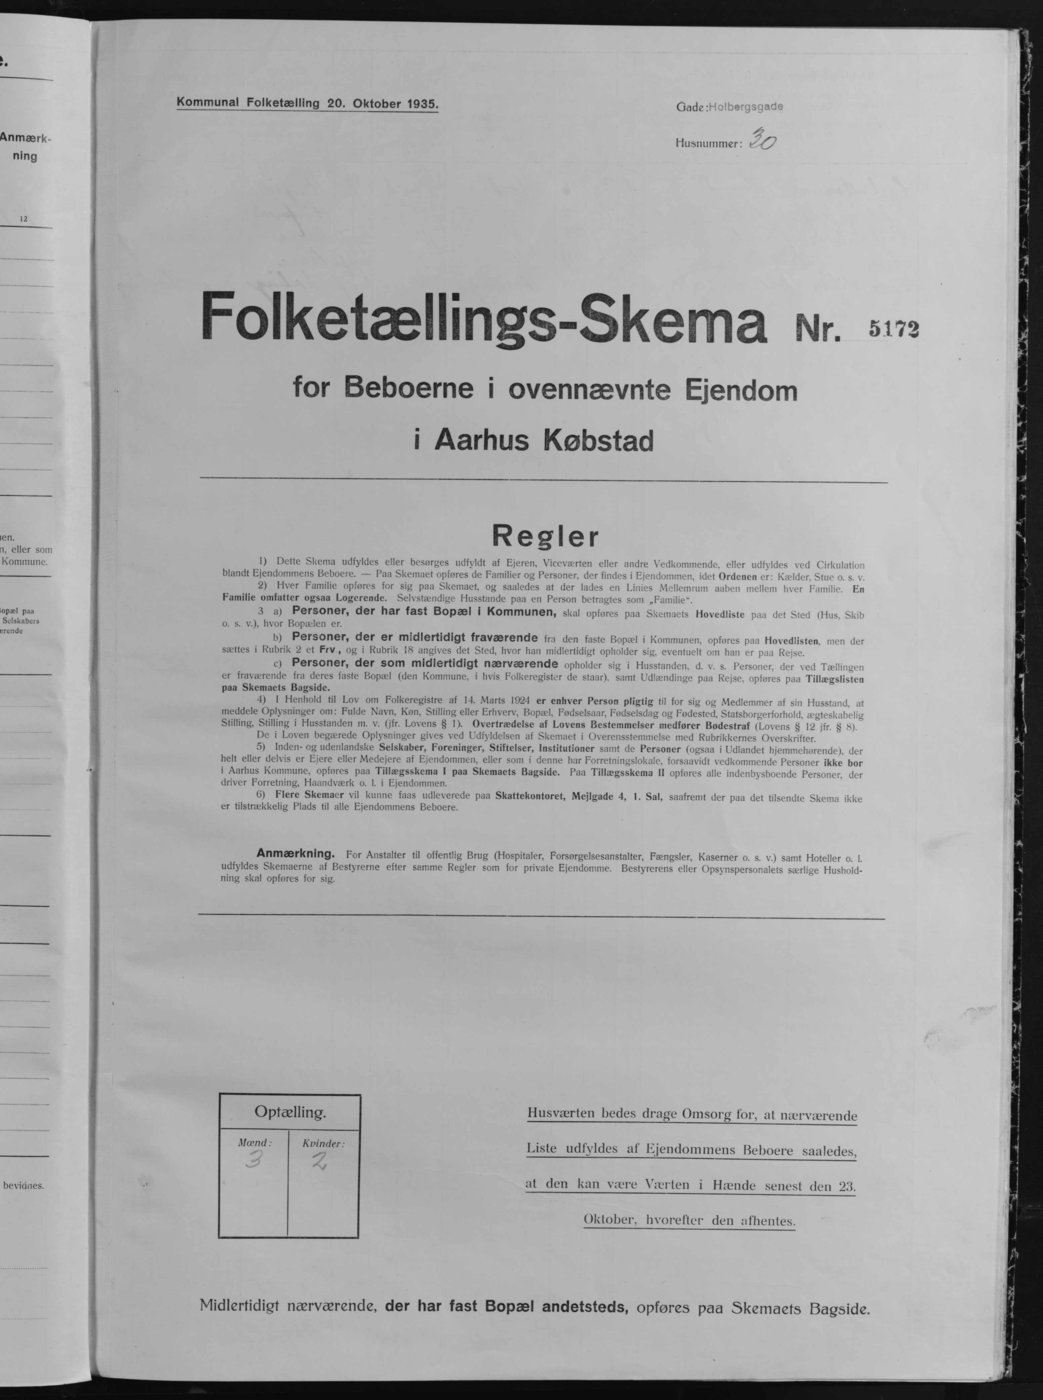 e.
Anmærk-
ning
12
en.
n, eller som
Kommune.
opæl paa
Selskabers
ærende
bevidnes.
Kommunal Folketælling 20. Oktober 1935.
Gade: Holbergsgade
Husnummer: 30
Folketællings-Skema Nr. 5172
for Beboerne i ovennævnte Ejendom
i Aarhus Købstad
Regler
1) Dette Skema udfyldes eller besørges udfyldt af Ejeren, Viceværten eller andre Vedkommende, eller udfyldes ved Cirkulation
blandt Ejendommens Beboere. — Paa Skemaet opføres de Familier og Personer, der findes i Ejendommen, idet Ordenen er: Kælder, Stue o. s. v.
2) Hver Familie opføres for sig paa Skemaet, og saaledes at der lades en Linies Mellemrum aaben mellem hver Familie. En
Familie omfatter ogsaa Logerende. Selvstændige Husstande paa en Person betragtes som „Familie“.
3 a) Personer, der har fast Bopæl i Kommunen, skal opføres paa Skemaets Hovedliste paa det Sted (Hus, Skib
o. s. v.), hvor Bopælen er.
b) Personer, der er midlertidigt fraværende fra den faste Bopæl i Kommunen, opføres paa Hovedlisten, men der
sættes i Rubrik 2 et Frv., og i Rubrik 18 angives det Sted, hvor han midlertidigt opholder sig, eventuelt om han er paa Rejse.
c) Personer, der som midlertidigt nærværende opholder sig i Husstanden, d. v. s. Personer, der ved Tællingen
er fraværende fra deres faste Bopæl (den Kommune, i hvis Folkeregister de staar), samt Udlændinge paa Rejse, opføres paa Tillægslisten
paa Skemaets Bagside.
4) I Henhold til Lov om Folkeregistre af 14. Marts 1924 er enhver Person pligtig til for sig og Medlemmer af sin Husstand, at
meddele Oplysninger om: Fulde Navn, Køn, Stilling eller Erhverv, Bopæl, Fødselsaar, Fødselsdag og Fødested, Statsborgerforhold, ægteskabelig
Stilling, Stilling i Husstanden m. v. (jfr. Lovens § 1). Overtrædelse af Lovens Bestemmelser medfører Bødestraf (Lovens § 12 jfr. § 8).
De i Loven begærede Oplysninger gives ved Udfyldelsen af Skemaet i Overensstemmelse med Rubrikkernes Overskrifter.
5) Inden- og udenlandske Selskaber, Foreninger, Stiftelser, Institutioner samt de Personer (ogsaa i Udlandet hjemmehørende), der
helt eller delvis er Ejere eller Medejere af Ejendommen, eller som i denne har Forretningslokale, forsaavidt vedkommende Personer ikke bor
i Aarhus Kommune, opføres paa Tillægsskema I paa Skemaets Bagside. Paa Tillægsskema II opføres alle indenbysboende Personer, der
driver Forretning, Haandværk o. l. i Ejendommen.
6) Flere Skemaer vil kunne faas udleverede paa Skattekontoret, Mejlgade 4, 1. Sal, saafremt der paa det tilsendte Skema ikke
er tilstrækkelig Plads til alle Ejendommens Beboere.
Anmærkning. For Anstalter til offentlig Brug (Hospitaler, Forsørgelsesanstalter, Fængsler, Kaserner o. s. v.) samt Hoteller o. l.
udfyldes Skemaerne af Bestyrerne efter samme Regler som for private Ejendomme. Bestyrerens eller Opsynspersonalets særlige Hushold-
ning skal opføres for sig.
Optælling.
Mænd: Kvinder:
3 2
Husværten bedes drage Omsorg for, at nærværende
Liste udfyldes af Ejendommens Beboere saaledes,
at den kan være Værten i Hænde senest den 23.
Oktober, hvorefter den afhentes.
Midlertidigt nærværende, der har fast Bopæl andetsteds, opføres paa Skemaets Bagside.